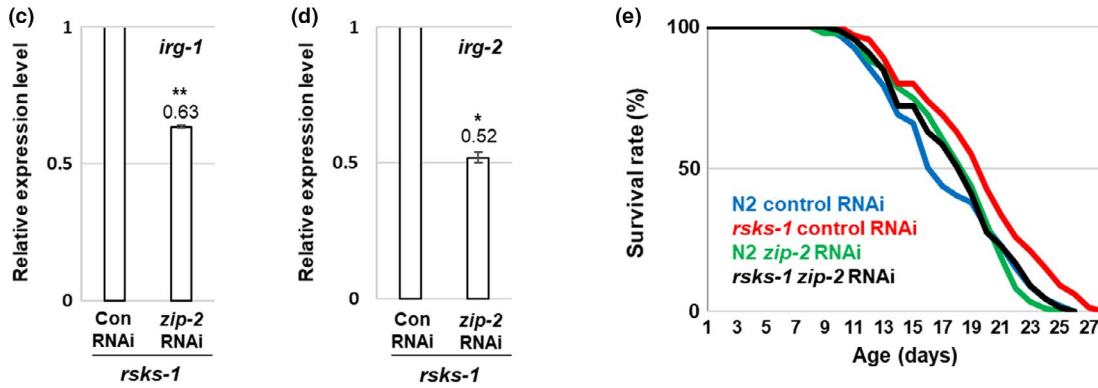 (c)
Relative expression level
1
0.5
0
irg-1
**
0.63
Con
RNAi
zip-2
RNAi
rsks-1
(d)
Relative expression level
1
0.5
0
irg-2
*
0.52
Con
RNAi
zip-2
RNAi
rsks-1
(e)
Survival rate (%)
100
50
0
N2 control RNAi
rsks-1 control RNAi
N2 zip-2 RNAi
rsks-1 zip-2 RNAi
1 3 5 7 9 11 13 15 17 19 21 23 25 27
Age (days)